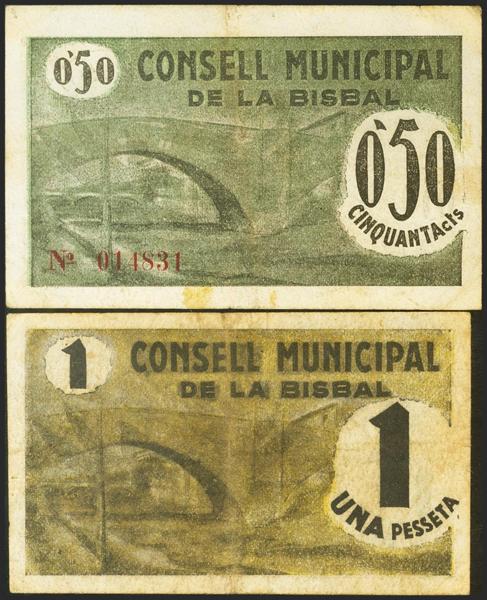 0'50
CONSELL MUNICIPAL
DE LA BISBAL
0'50
CINQUANTA cts
Nº 014831
1
CONSELL MUNICIPAL
DE LA BISBAL
1
UNA PESSETA